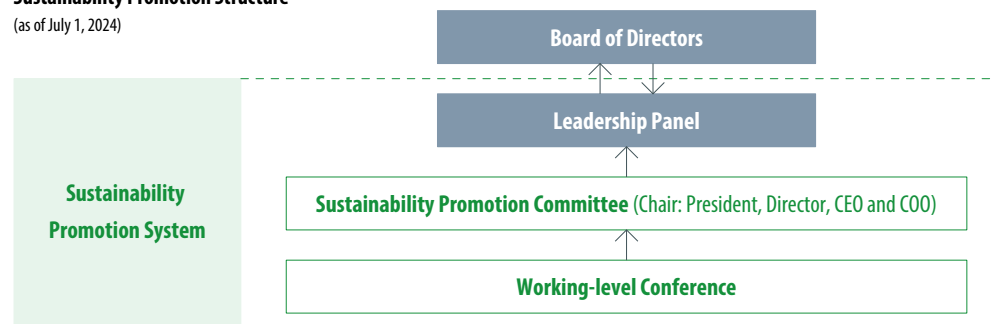 Sustainability Promotion Structure
(as of July 1, 2024)
Board of Directors
Leadership Panel
Sustainability
Promotion System
Sustainability Promotion Committee (Chair: President, Director, CEO and COO)
Working-level Conference